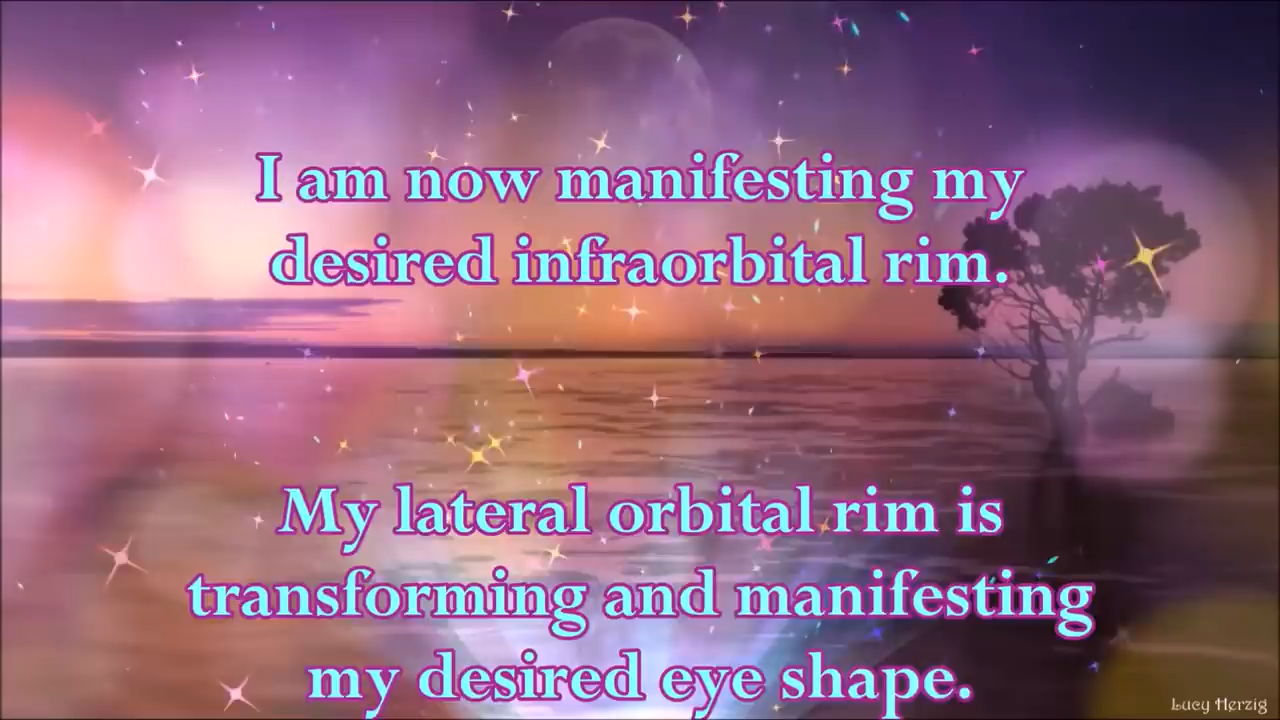 I am now manifesting my
desired infraorbital rim.
My lateral orbital rim is
transforming and manifesting
my desired eye shape.
Lucy Herzig